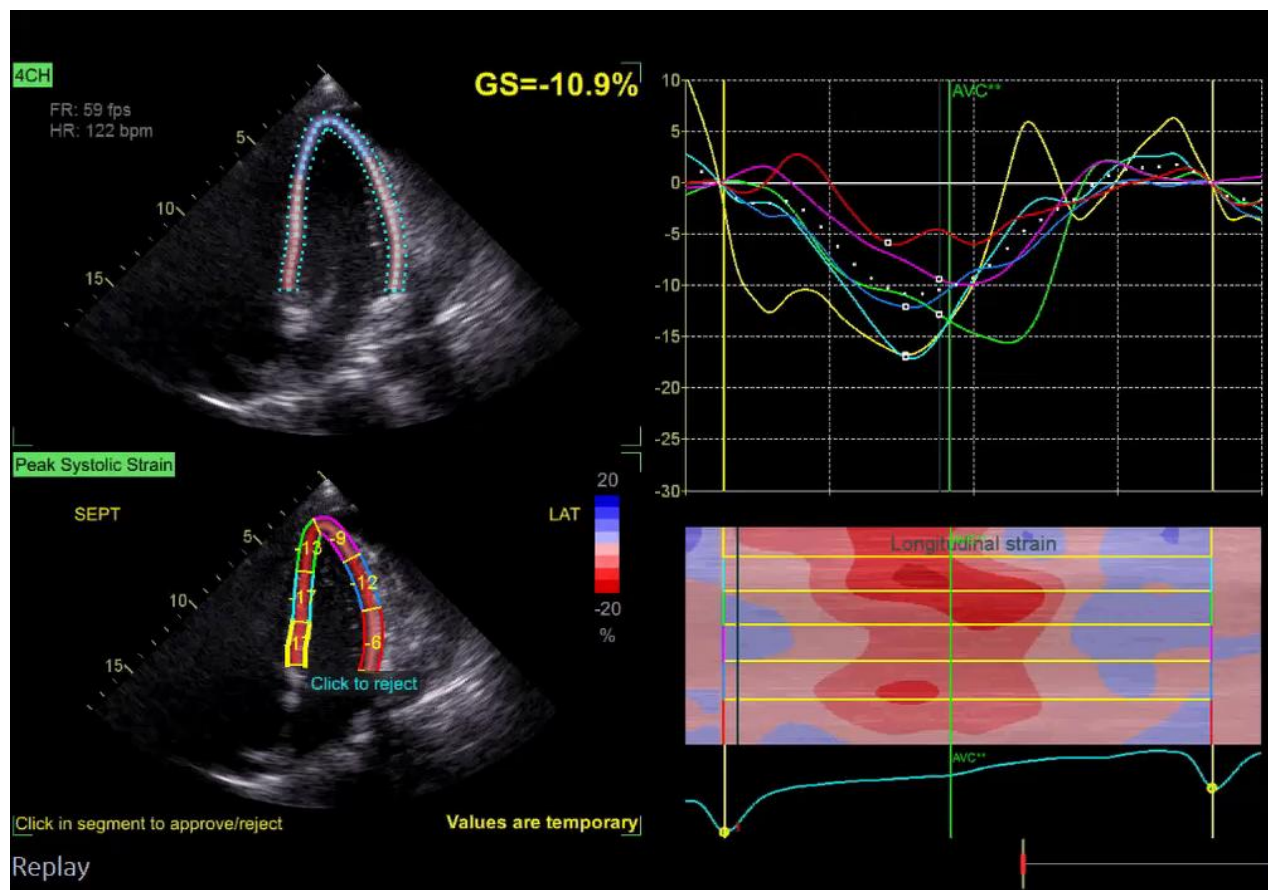 4CH
GS=-10.9%
FR: 59 fps
HR: 122 bpm
5
10
15
10
AVC**
5
0
-5
-10
-15
-20
-25
-30
Peak Systolic Strain
SEPT
LAT
20
-20
%
5
10
15
-13
-9
-17
-12
-17
-6
Click to reject
Click in segment to approve/reject
Values are temporary
Longitudinal strain
AVC**
Replay